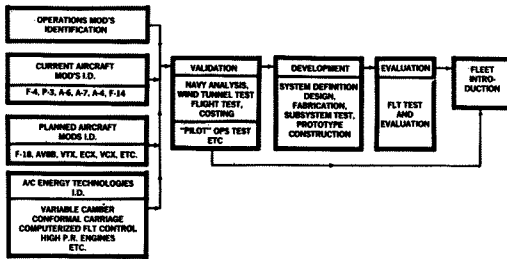 OPERATIONS MOD'S
IDENTIFICATION
CURRENT AIRCRAFT
MOD'S I.D.
F-4, P-3, A-6, A-7, A-4, F-14
PLANNED AIRCRAFT
MODS I.D.
F-18, AV8B, VTX, ECX, VCX, ETC.
A/C ENERGY TECHNOLOGIES
I.D.
VARIABLE CAMBER
CONFORMAL CARRIAGE
COMPUTERIZED FLT CONTROL
HIGH P.R. ENGINES
ETC.
VALIDATION
NAVY ANALYSIS,
WIND TUNNEL TEST
FLIGHT TEST,
COSTING
"PILOT" OPS TEST
ETC
DEVELOPMENT
SYSTEM DEFINITION
DESIGN,
FABRICATION,
SUBSYSTEM TEST,
PROTOTYPE
CONSTRUCTION
EVALUATION
FLT TEST
AND
EVALUATION
FLEET
INTRO-
DUCTION